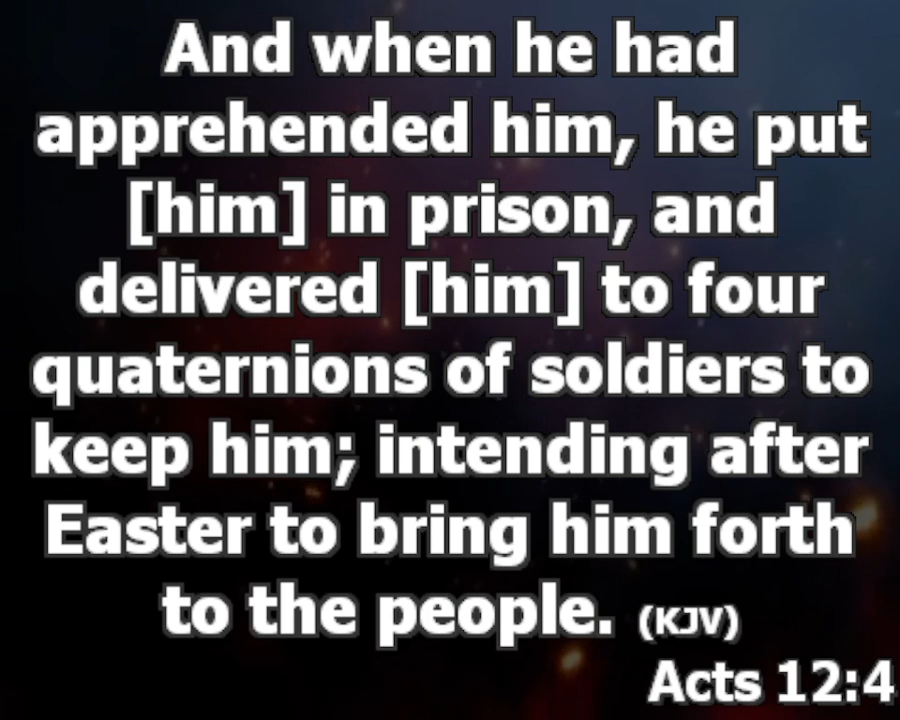 And when he had
apprehended him, he put
[him] in prison, and
delivered [him] to four
quaternions of soldiers to
keep him; intending after
Easter to bring him forth
to the people. (KJV)
Acts 12:4